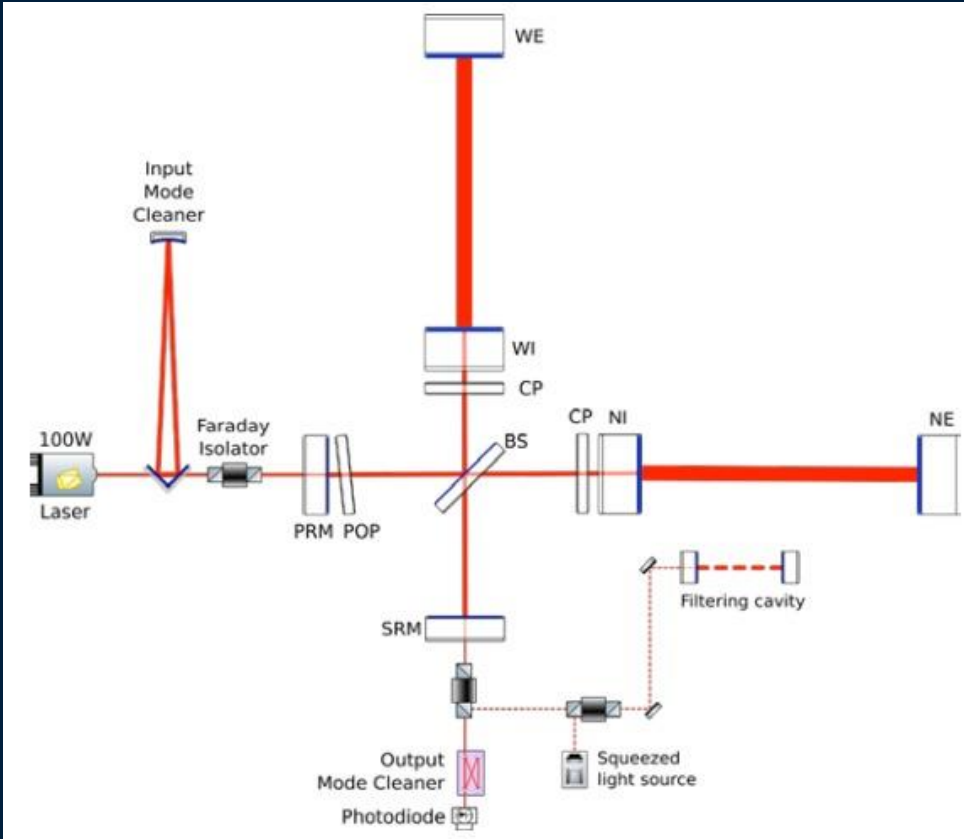 WE
Input
Mode
Cleaner
WI
CP
Faraday
Isolator
CP
NI
NE
100W
BS
Laser
PRM
POP
Filtering cavity
SRM
Output
Mode Cleaner
Squeezed
light source
Photodiode